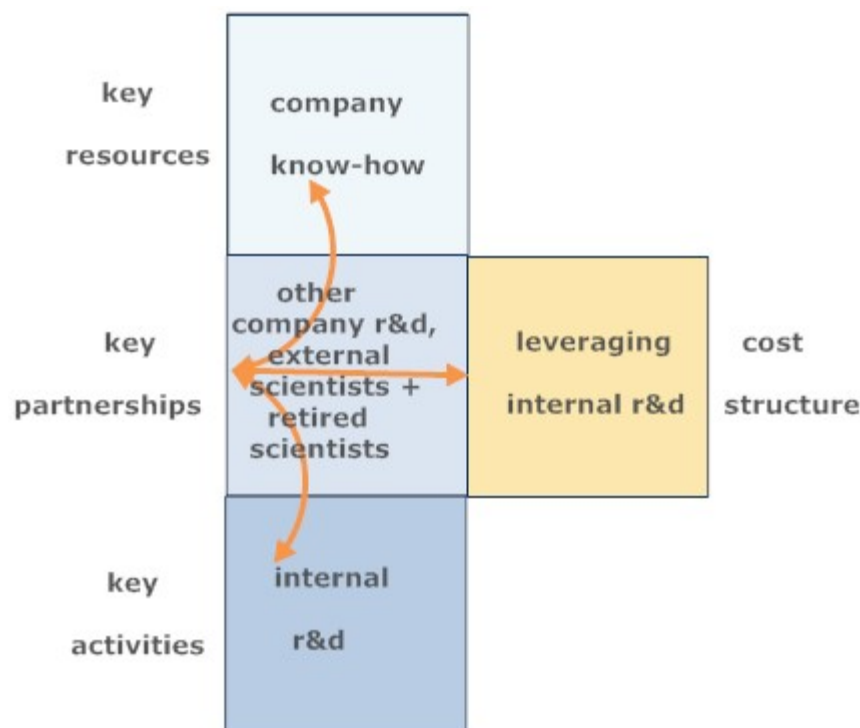 key
resources
company
know-how
key
partnerships
other
company r&d,
external
scientists +
retired
scientists
leveraging
internal r&d
cost
structure
key
activities
internal
r&d